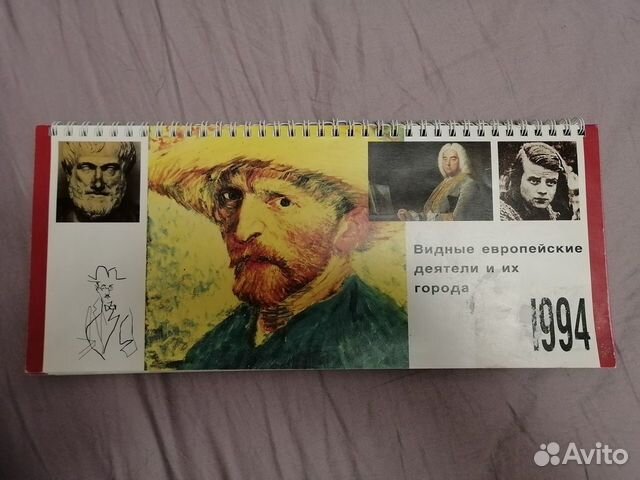 Видные европейские
деятели и их
города
1994
Avito